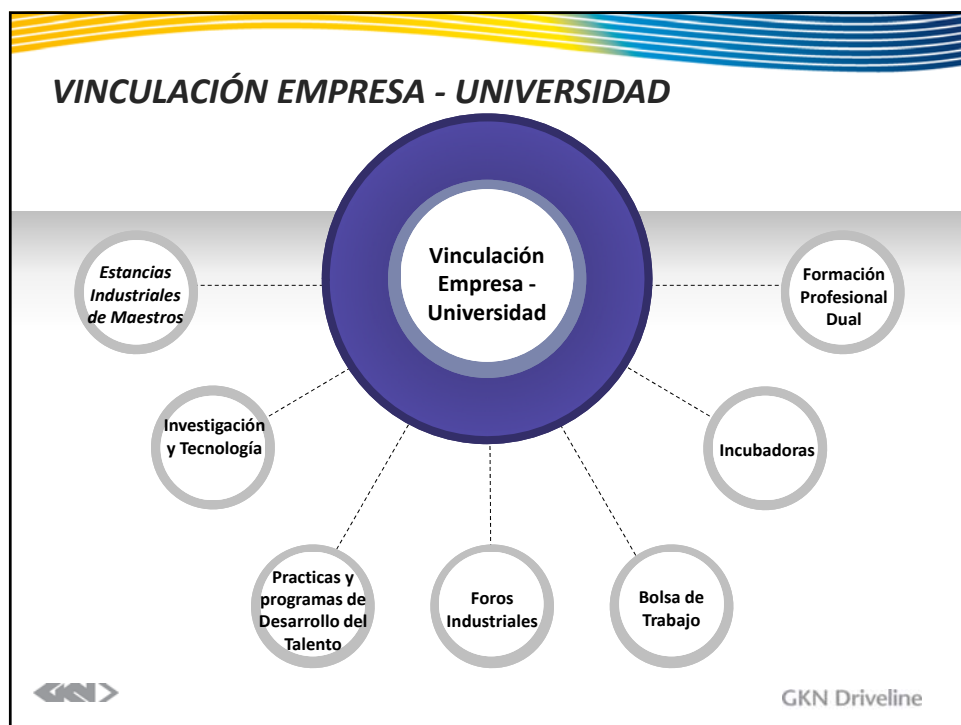 VINCULACIÓN EMPRESA - UNIVERSIDAD
Vinculación
Empresa -
Universidad
Estancias
Industriales
de Maestros
Formación
Profesional
Dual
Investigación
y Tecnología
Incubadoras
Practicas y
programas de
Desarrollo del
Talento
Foros
Industriales
Bolsa de
Trabajo
GKN
GKN Driveline